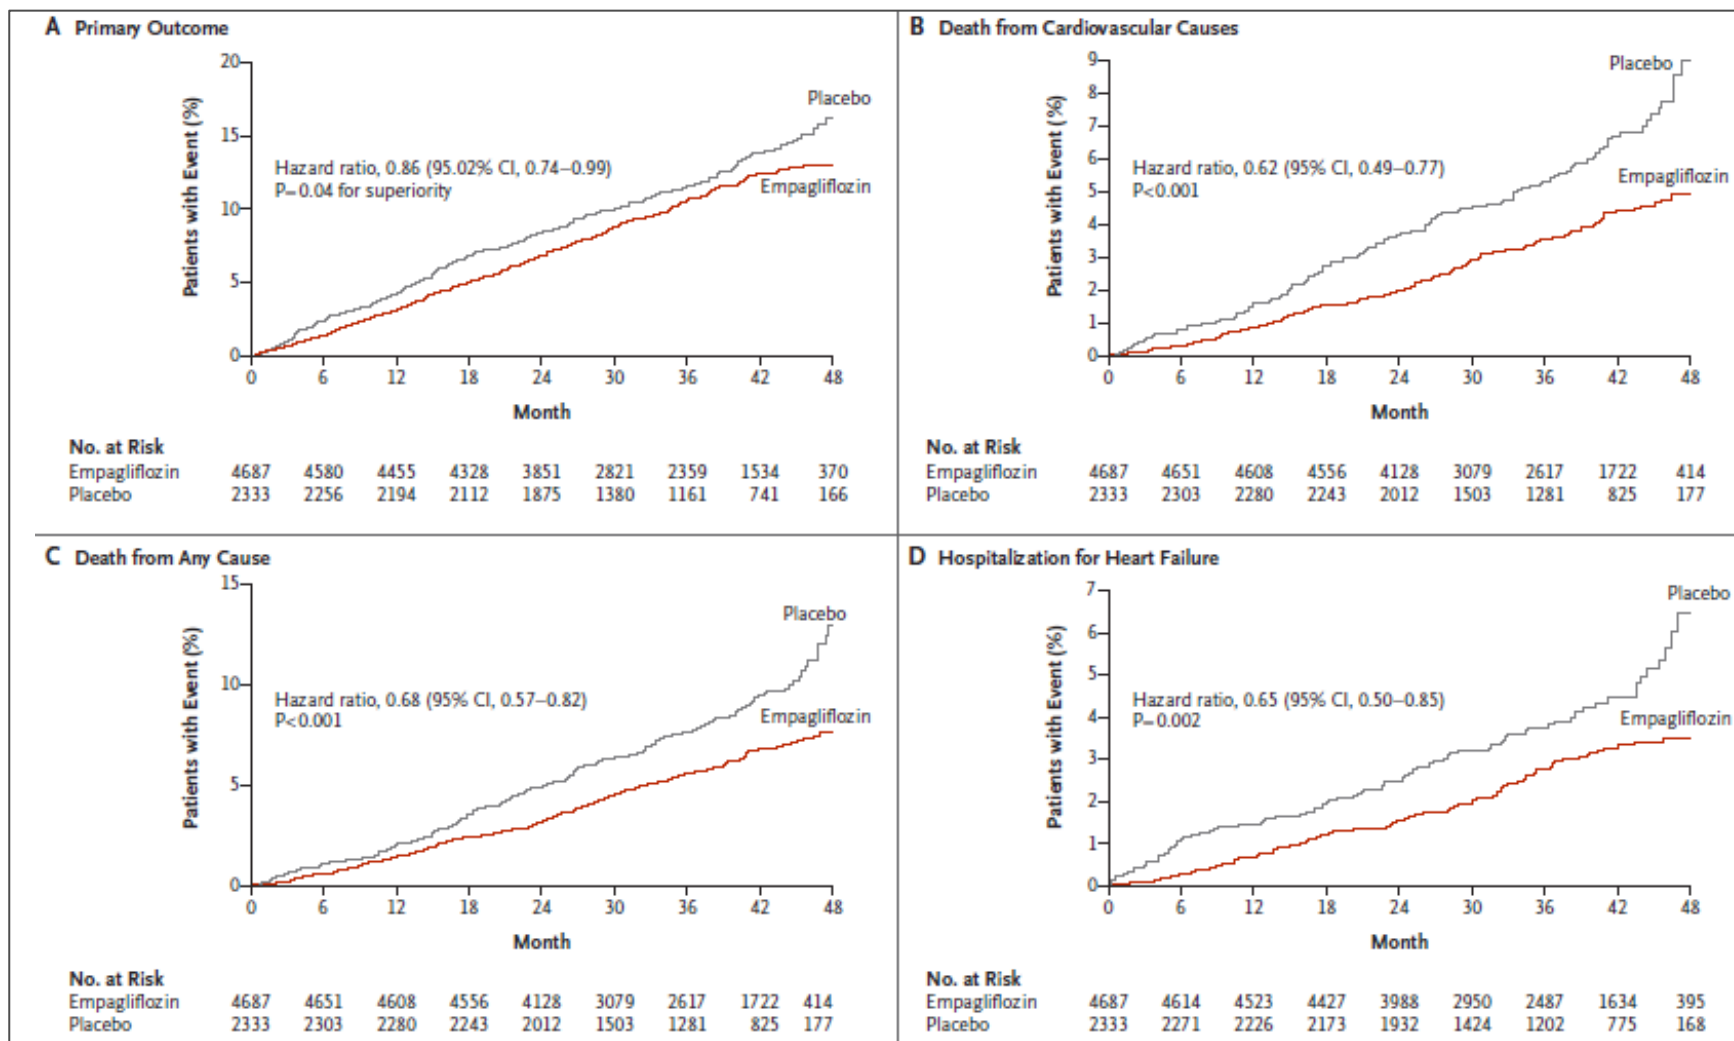 A Primary Outcome
Patients with Event (%)
20
15
10
5
0
Placebo
Hazard ratio, 0.86 (95.02% CI, 0.74–0.99)
P=0.04 for superiority
Empagliflozin
0 6 12 18 24 30 36 42 48
Month
No. at Risk
Empagliflozin 4687 4580 4455 4328 3851 2821 2359 1534 370
Placebo 2333 2256 2194 2112 1875 1380 1161 741 166
B Death from Cardiovascular Causes
Patients with Event (%)
9
8
7
6
5
4
3
2
1
0
Placebo
Hazard ratio, 0.62 (95% CI, 0.49–0.77)
P<0.001
Empagliflozin
0 6 12 18 24 30 36 42 48
Month
No. at Risk
Empagliflozin 4687 4651 4608 4556 4128 3079 2617 1722 414
Placebo 2333 2303 2280 2243 2012 1503 1281 825 177
C Death from Any Cause
Patients with Event (%)
15
10
5
0
Placebo
Hazard ratio, 0.68 (95% CI, 0.57–0.82)
P<0.001
Empagliflozin
0 6 12 18 24 30 36 42 48
Month
No. at Risk
Empagliflozin 4687 4651 4608 4556 4128 3079 2617 1722 414
Placebo 2333 2303 2280 2243 2012 1503 1281 825 177
D Hospitalization for Heart Failure
Patients with Event (%)
7
6
5
4
3
2
1
0
Placebo
Hazard ratio, 0.65 (95% CI, 0.50–0.85)
P=0.002
Empagliflozin
0 6 12 18 24 30 36 42 48
Month
No. at Risk
Empagliflozin 4687 4614 4523 4427 3988 2950 2487 1634 395
Placebo 2333 2271 2226 2173 1932 1424 1202 775 168